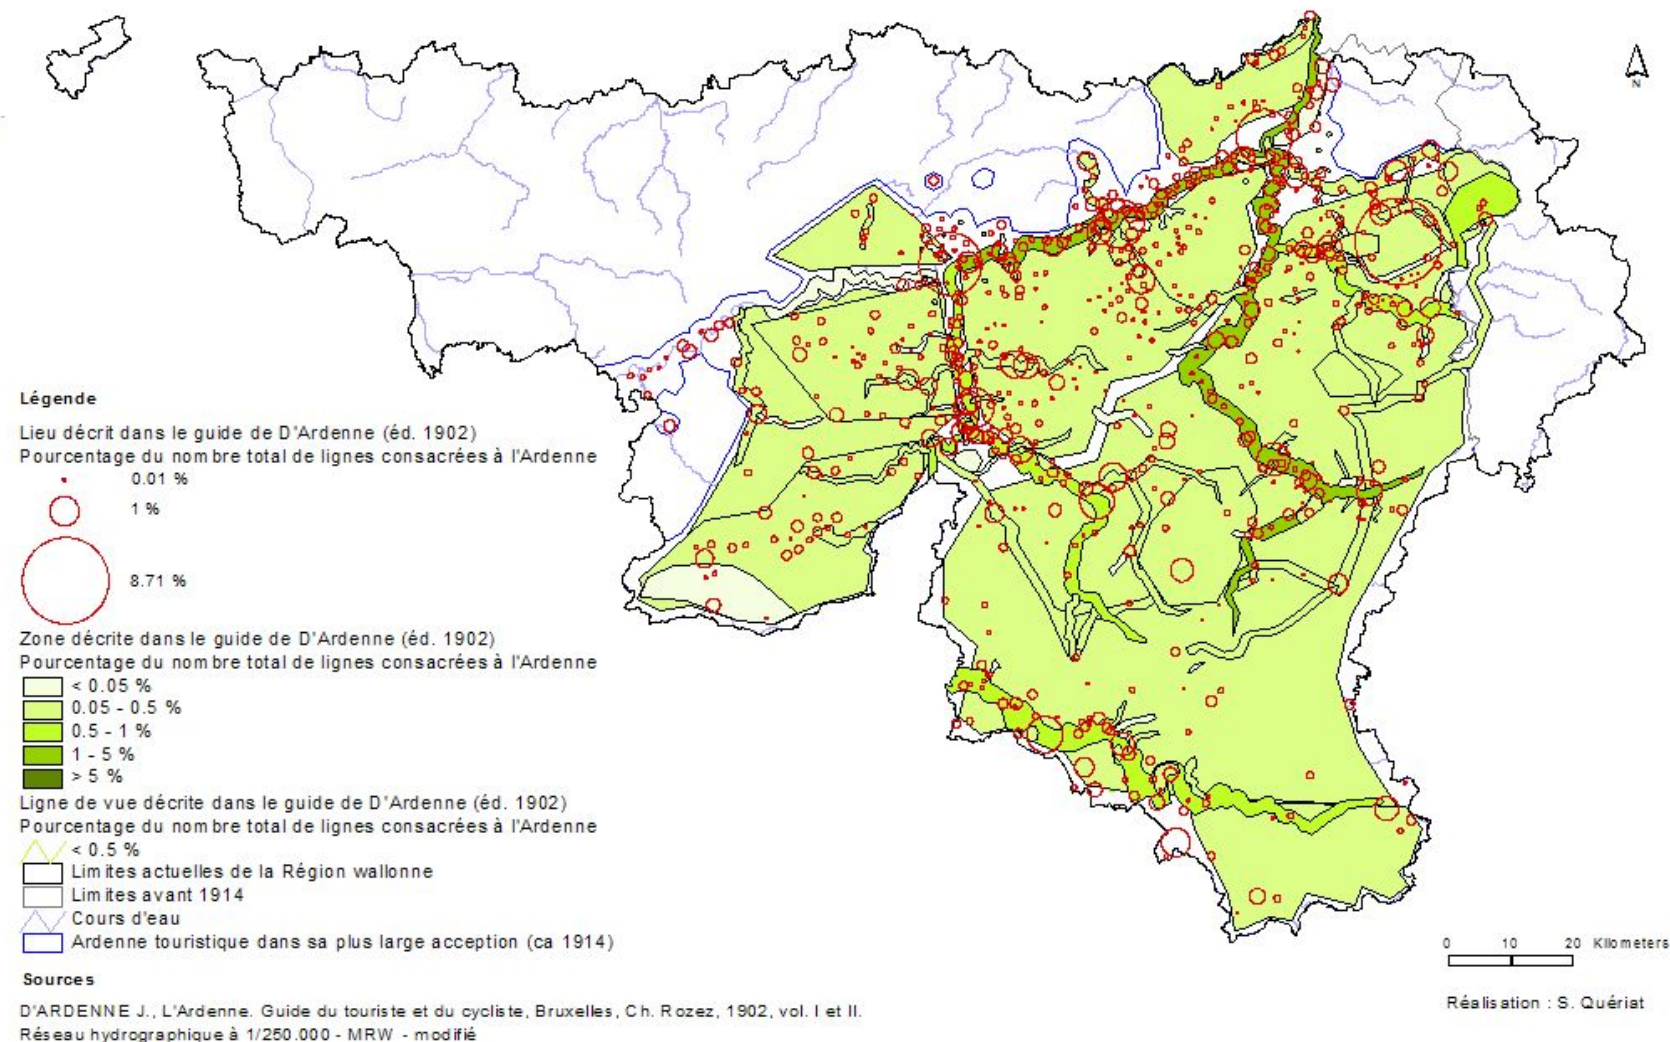 N
Légende
Lieu décrit dans le guide de D'Ardenne (éd. 1902)
Pourcentage du nombre total de lignes consacrées à l'Ardenne
0.01 %
1 %
8.71 %
Zone décrite dans le guide de D'Ardenne (éd. 1902)
Pourcentage du nombre total de lignes consacrées à l'Ardenne
< 0.05 %
0.05 - 0.5 %
0.5 - 1 %
1 - 5 %
> 5 %
Ligne de vue décrite dans le guide de D'Ardenne (éd. 1902)
Pourcentage du nombre total de lignes consacrées à l'Ardenne
< 0.5 %
Limites actuelles de la Région wallonne
Limites avant 1914
Cours d'eau
Ardenne touristique dans sa plus large acception (ca 1914)
0 10 20 Kilometers
Sources
Réalisation : S. Quériat
D'ARDENNE J., L'Ardenne. Guide du touriste et du cycliste, Bruxelles, Ch. Rozez, 1902, vol. I et II.
Réseau hydrographique à 1/250.000 - MRW - modifié